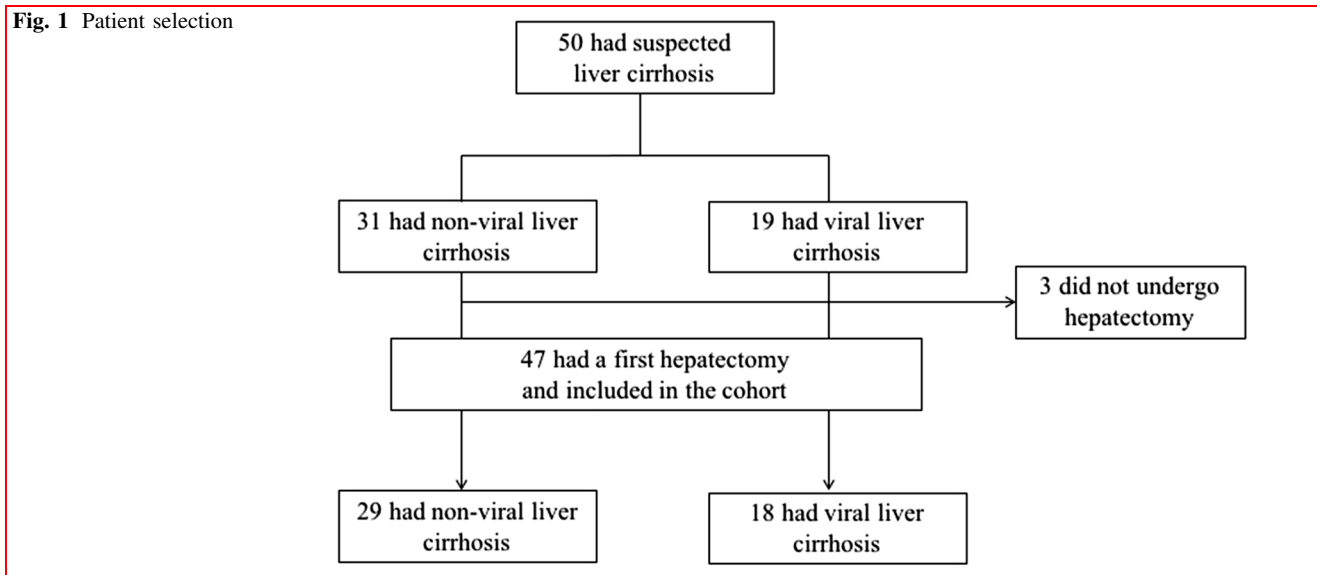 Fig. 1 Patient selection
50 had suspected
liver cirrhosis
31 had non-viral liver
cirrhosis
19 had viral liver
cirrhosis
3 did not undergo
hepatectomy
47 had a first hepatectomy
and included in the cohort
29 had non-viral liver
cirrhosis
18 had viral liver
cirrhosis